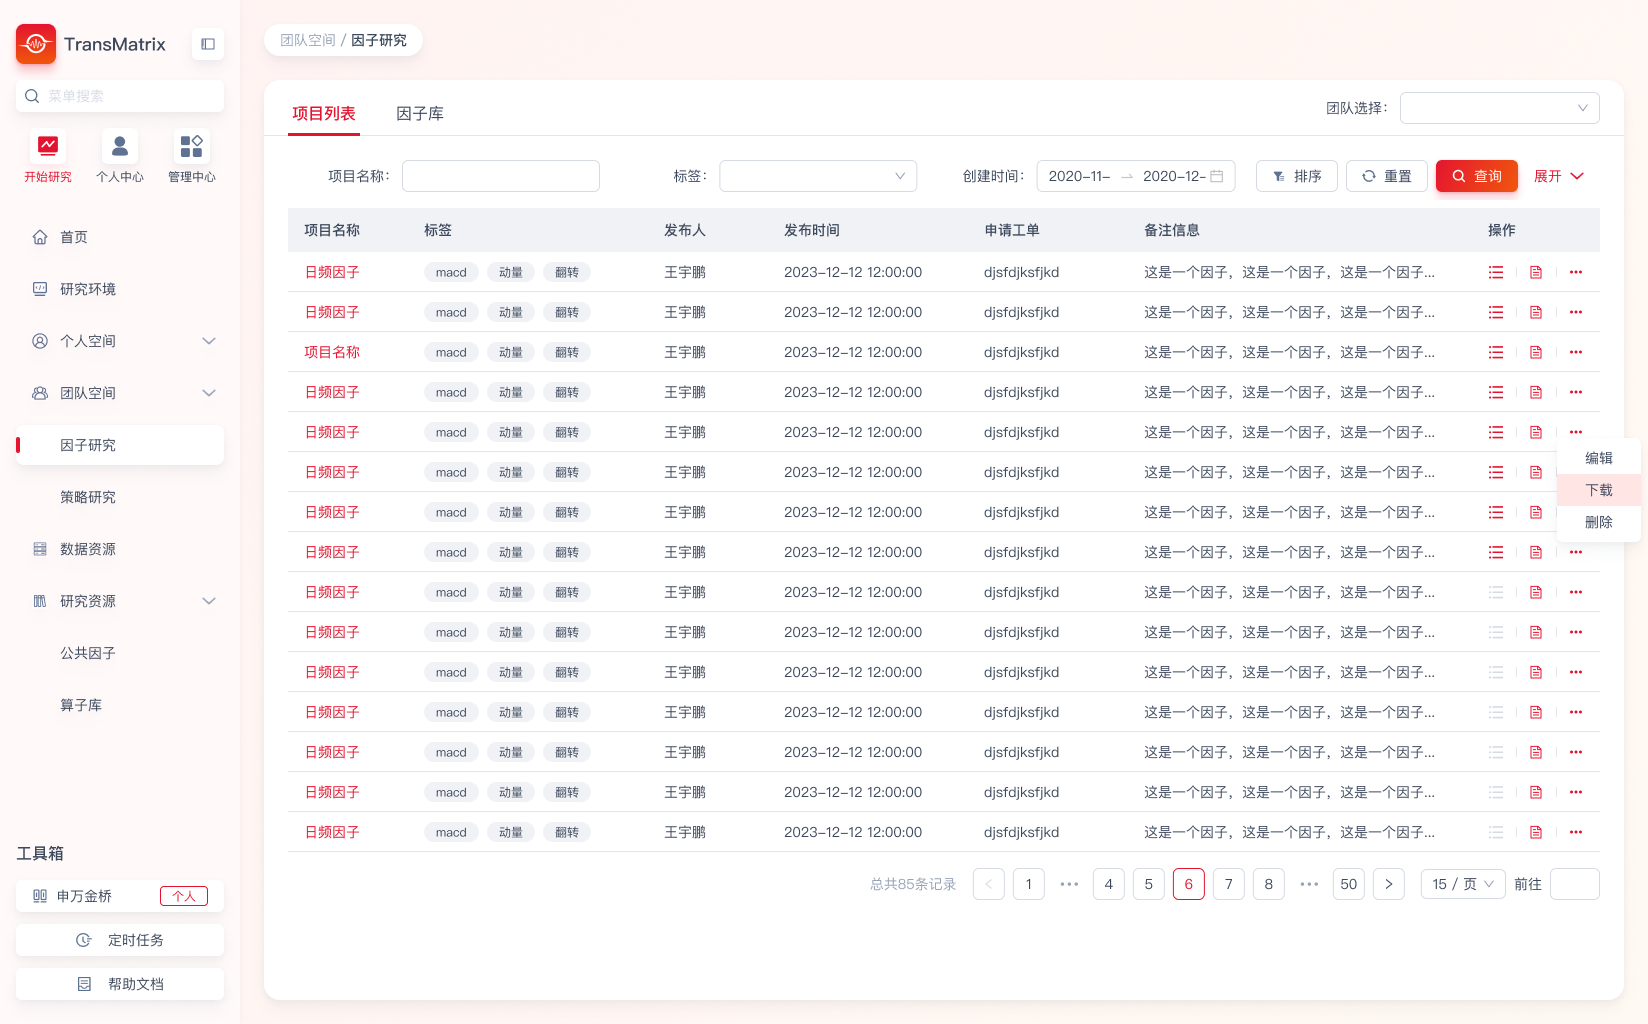 TransMatrix
菜单搜索
开始研究 个人中心 管理中心
首页
研究环境
个人空间
团队空间
因子研究
策略研究
数据资源
研究资源
公共因子
算子库
工具箱
申万金桥 个人
定时任务
帮助文档
团队空间 / 因子研究
项目列表 因子库 团队选择：
项目名称： 标签： 创建时间： 2020-11- 2020-12- 排序 重置 查询 展开
项目名称 标签 发布人 发布时间 申请工单 备注信息 操作
日频因子 macd 动量 翻转 王宇鹏 2023-12-12 12:00:00 djsfdjksfjkd 这是一个因子，这是一个因子，这是一个因子...
日频因子 macd 动量 翻转 王宇鹏 2023-12-12 12:00:00 djsfdjksfjkd 这是一个因子，这是一个因子，这是一个因子...
项目名称 macd 动量 翻转 王宇鹏 2023-12-12 12:00:00 djsfdjksfjkd 这是一个因子，这是一个因子，这是一个因子...
日频因子 macd 动量 翻转 王宇鹏 2023-12-12 12:00:00 djsfdjksfjkd 这是一个因子，这是一个因子，这是一个因子...
日频因子 macd 动量 翻转 王宇鹏 2023-12-12 12:00:00 djsfdjksfjkd 这是一个因子，这是一个因子，这是一个因子...
日频因子 macd 动量 翻转 王宇鹏 2023-12-12 12:00:00 djsfdjksfjkd 这是一个因子，这是一个因子，这是一个因子...
日频因子 macd 动量 翻转 王宇鹏 2023-12-12 12:00:00 djsfdjksfjkd 这是一个因子，这是一个因子，这是一个因子...
日频因子 macd 动量 翻转 王宇鹏 2023-12-12 12:00:00 djsfdjksfjkd 这是一个因子，这是一个因子，这是一个因子...
日频因子 macd 动量 翻转 王宇鹏 2023-12-12 12:00:00 djsfdjksfjkd 这是一个因子，这是一个因子，这是一个因子...
日频因子 macd 动量 翻转 王宇鹏 2023-12-12 12:00:00 djsfdjksfjkd 这是一个因子，这是一个因子，这是一个因子...
日频因子 macd 动量 翻转 王宇鹏 2023-12-12 12:00:00 djsfdjksfjkd 这是一个因子，这是一个因子，这是一个因子...
日频因子 macd 动量 翻转 王宇鹏 2023-12-12 12:00:00 djsfdjksfjkd 这是一个因子，这是一个因子，这是一个因子...
日频因子 macd 动量 翻转 王宇鹏 2023-12-12 12:00:00 djsfdjksfjkd 这是一个因子，这是一个因子，这是一个因子...
日频因子 macd 动量 翻转 王宇鹏 2023-12-12 12:00:00 djsfdjksfjkd 这是一个因子，这是一个因子，这是一个因子...
日频因子 macd 动量 翻转 王宇鹏 2023-12-12 12:00:00 djsfdjksfjkd 这是一个因子，这是一个因子，这是一个因子...
编辑
下载
删除
总共85条记录 < 1 ••• 4 5 6 7 8 ••• 50 > 15 / 页 前往